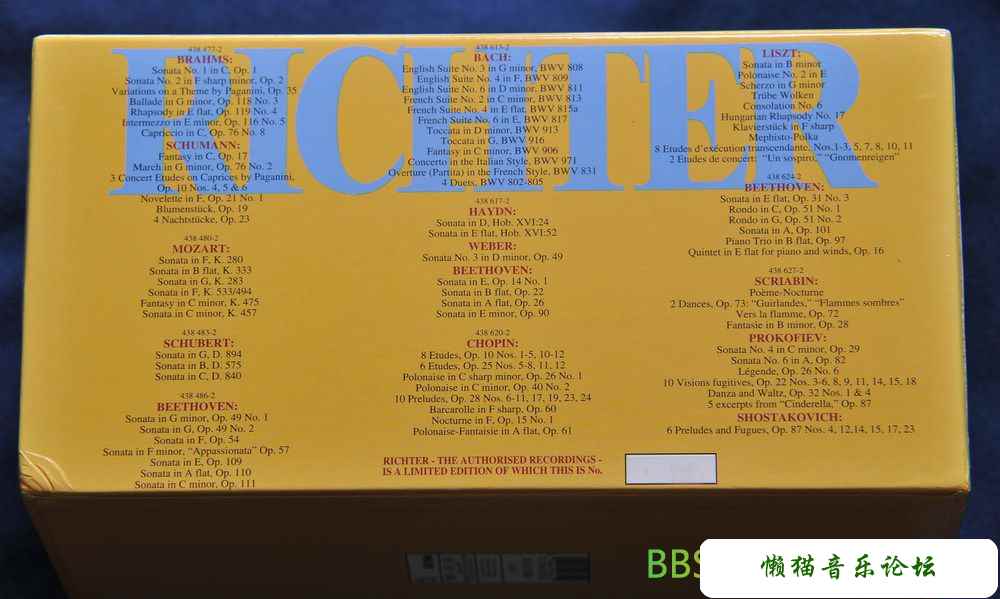 RICHTER
438 477-2
BRAHMS:
Sonata No. 1 in C, Op. 1
Sonata No. 2 in F sharp minor, Op. 2
Variations on a Theme by Paganini, Op. 35
Ballade in G minor, Op. 118 No. 3
Rhapsody in E flat, Op. 119 No. 4
Intermezzo in E minor, Op. 116 No. 5
Capriccio in C, Op. 76 No. 8
SCHUMANN:
Fantasy in C, Op. 17
March in G minor, Op. 76 No. 2
3 Concert Etudes on Caprices by Paganini,
Op. 10 Nos. 4, 5 & 6
Novelette in F, Op. 21 No. 1
Blumenstück, Op. 19
4 Nachtstücke, Op. 23
438 480-2
MOZART:
Sonata in F, K. 280
Sonata in B flat, K. 333
Sonata in G, K. 283
Sonata in F, K. 533/494
Fantasy in C minor, K. 475
Sonata in C minor, K. 457
438 483-2
SCHUBERT:
Sonata in G, D. 894
Sonata in B, D. 575
Sonata in C, D. 840
438 486-2
BEETHOVEN:
Sonata in G minor, Op. 49 No. 1
Sonata in G, Op. 49 No. 2
Sonata in F, Op. 54
Sonata in F minor, “Appassionata” Op. 57
Sonata in E, Op. 109
Sonata in A flat, Op. 110
Sonata in C minor, Op. 111
438 613-2
BACH:
English Suite No. 3 in G minor, BWV 808
English Suite No. 4 in F, BWV 809
English Suite No. 6 in D minor, BWV 811
French Suite No. 2 in C minor, BWV 813
French Suite No. 4 in E flat, BWV 815a
French Suite No. 6 in E, BWV 817
Toccata in D minor, BWV 913
Toccata in G, BWV 916
Fantasy in C minor, BWV 906
Concerto in the Italian Style, BWV 971
Overture (Partita) in the French Style, BWV 831
4 Duets, BWV 802-805
438 617-2
HAYDN:
Sonata in D, Hob. XVI:24
Sonata in E flat, Hob. XVI:52
WEBER:
Sonata No. 3 in D minor, Op. 49
BEETHOVEN:
Sonata in E, Op. 14 No. 1
Sonata in B flat, Op. 22
Sonata in A flat, Op. 26
Sonata in E minor, Op. 90
438 620-2
CHOPIN:
8 Etudes, Op. 10 Nos. 1-5, 10-12
6 Etudes, Op. 25 Nos. 5-8, 11, 12
Polonaise in C sharp minor, Op. 26 No. 1
Polonaise in C minor, Op. 40 No. 2
10 Preludes, Op. 28 Nos. 6-11, 17, 19, 23, 24
Barcarolle in F sharp, Op. 60
Nocturne in F, Op. 15 No. 1
Polonaise-Fantaisie in A flat, Op. 61
LISZT:
Sonata in B minor
Polonaise No. 2 in E
Scherzo in G minor
Trübe Wolken
Consolation No. 6
Hungarian Rhapsody No. 17
Klavierstück in F sharp
Mephisto-Polka
8 Etudes d’exécution transcendante, Nos.1-3, 5, 7, 8, 10, 11
2 Etudes de concert: “Un sospiro,” “Gnomenreigen”
438 624-2
BEETHOVEN:
Sonata in E flat, Op. 31 No. 3
Rondo in C, Op. 51 No. 1
Rondo in G, Op. 51 No. 2
Sonata in A, Op. 101
Piano Trio in B flat, Op. 97
Quintet in E flat for piano and winds, Op. 16
438 627-2
SCRIABIN:
Poème-Nocturne
2 Dances, Op. 73: “Guirlandes,” “Flammes sombres”
Vers la flamme, Op. 72
Fantasie in B minor, Op. 28
PROKOFIEV:
Sonata No. 4 in C minor, Op. 29
Sonata No. 6 in A, Op. 82
Légende, Op. 26 No. 6
10 Visions fugitives, Op. 22 Nos. 3-6, 8, 9, 11, 14, 15, 18
Danza and Waltz, Op. 32 Nos. 1 & 4
5 excerpts from “Cinderella,” Op. 87
SHOSTAKOVICH:
6 Preludes and Fugues, Op. 87 Nos. 4, 12,14, 15, 17, 23
RICHTER - THE AUTHORISED RECORDINGS -
IS A LIMITED EDITION OF WHICH THIS IS No.
BBS
懒猫音乐论坛